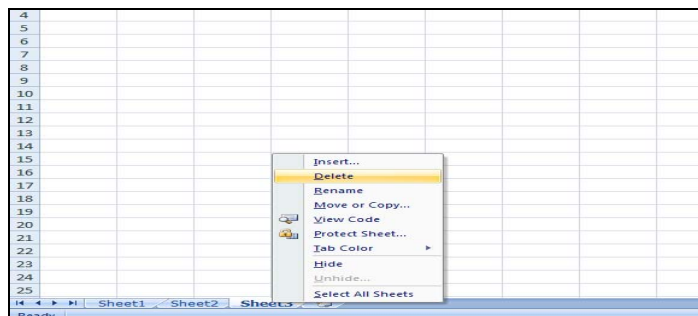 4
5
6
7
8
9
10
11
12
13
14
15
16
17
18
19
20
21
22
23
24
25
Insert...
Delete
Rename
Move or Copy...
View Code
Protect Sheet...
Tab Color
Hide
Unhide...
Select All Sheets
Sheet1 Sheet2 Sheet3
Ready